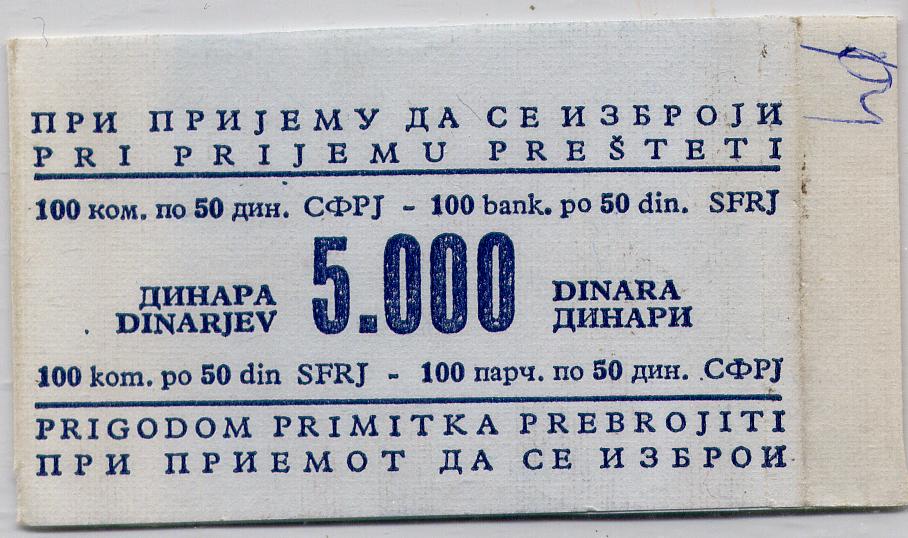 ПРИ ПРИЈЕМУ ДА СЕ ИЗБРОЈИ
PRI PRIJEMU PREŠTETI
100 ком. по 50 дин. СФРЈ - 100 bank. po 50 din. SFRJ
ДИНАРА 5.000 DINARA
DINARJEV ДИНАРИ
100 kom. po 50 din SFRJ - 100 парч. по 50 дин. СФРЈ
PRIGODOM PRIMITKA PREBROJITI
ПРИ ПРИЕМОТ ДА СЕ ИЗБРОИ